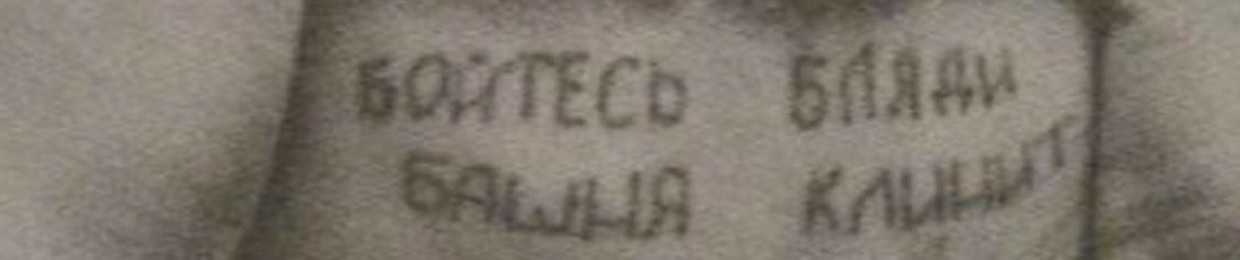 БОЙТЕСЬ БЛЯДИ
БАШНЯ КЛИНИТ